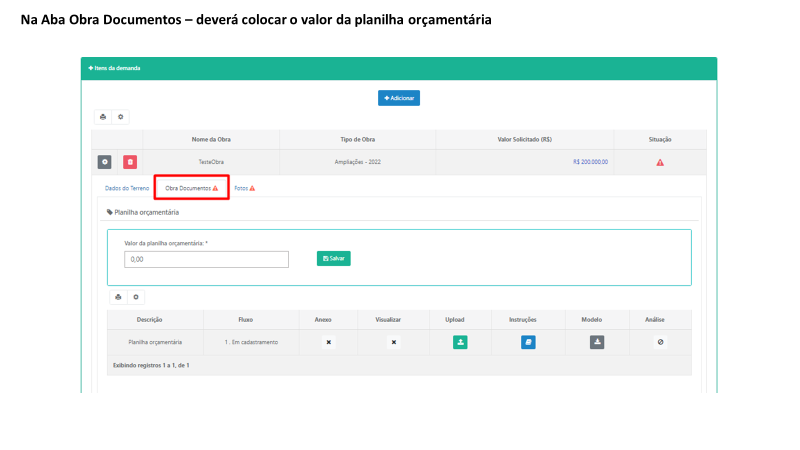 Na Aba Obra Documentos – deverá colocar o valor da planilha orçamentária
Itens da demanda
Adicionar
Nome da Obra Tipo de Obra Valor Solicitado (R$) Situação
TesteObra Ampliações - 2022 R$ 200.000,00
Dados do Terreno Obra Documentos Fotos
Planilha orçamentária
Valor da planilha orçamentária: *
0,00 Salvar
Descrição Fluxo Anexo Visualizar Upload Instruções Modelo Análise
Planilha orçamentária 1 . Em cadastramento
Exibindo registros 1 a 1, de 1